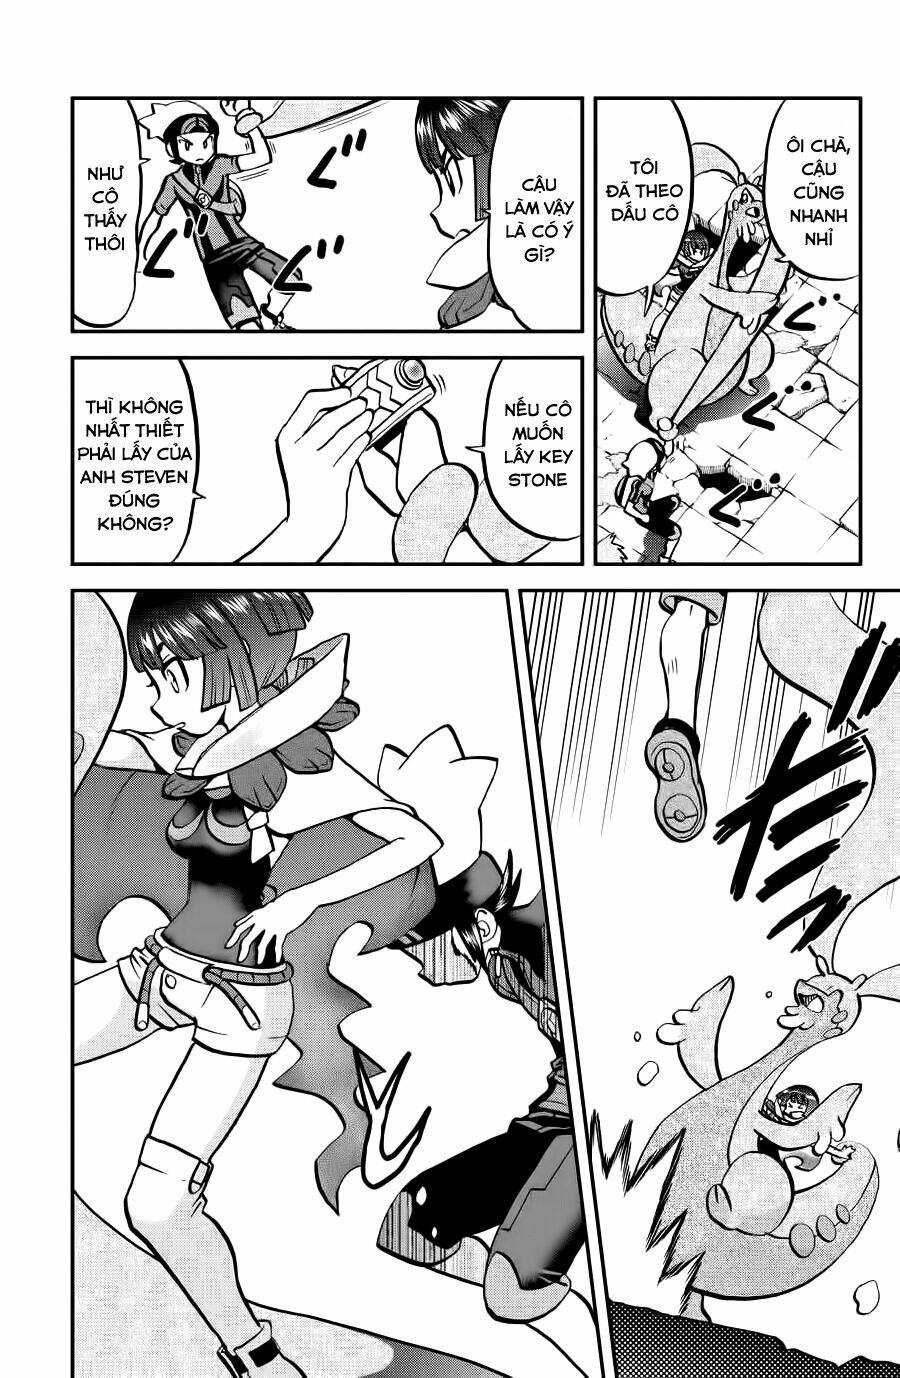 ÔI CHÀ,
CẬU
CŨNG
NHANH
NHỈ
TÔI
ĐÃ THEO
DẤU CÔ
CẬU
LÀM VẬY
LÀ CÓ Ý
GÌ?
NHƯ
CÔ
THẤY
THÔI
NẾU CÔ
MUỐN
LẤY KEY
STONE
THÌ KHÔNG
NHẤT THIẾT
PHẢI LẤY CỦA
ANH STEVEN
ĐÚNG
KHÔNG?